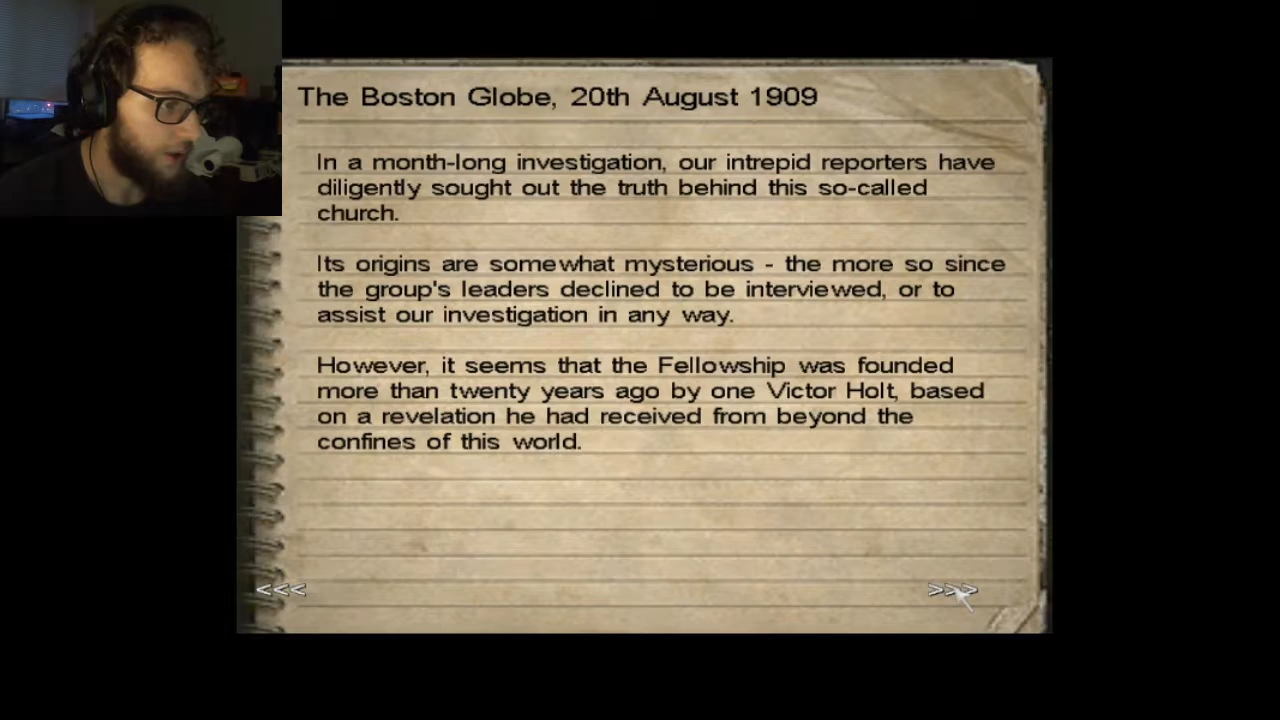 The Boston Globe, 20th August 1909
In a month-long investigation, our intrepid reporters have
diligently sought out the truth behind this so-called
church.
Its origins are somewhat mysterious - the more so since
the group's leaders declined to be interviewed, or to
assist our investigation in any way.
However, it seems that the Fellowship was founded
more than twenty years ago by one Victor Holt, based
on a revelation he had received from beyond the
confines of this world.
<<< >>>